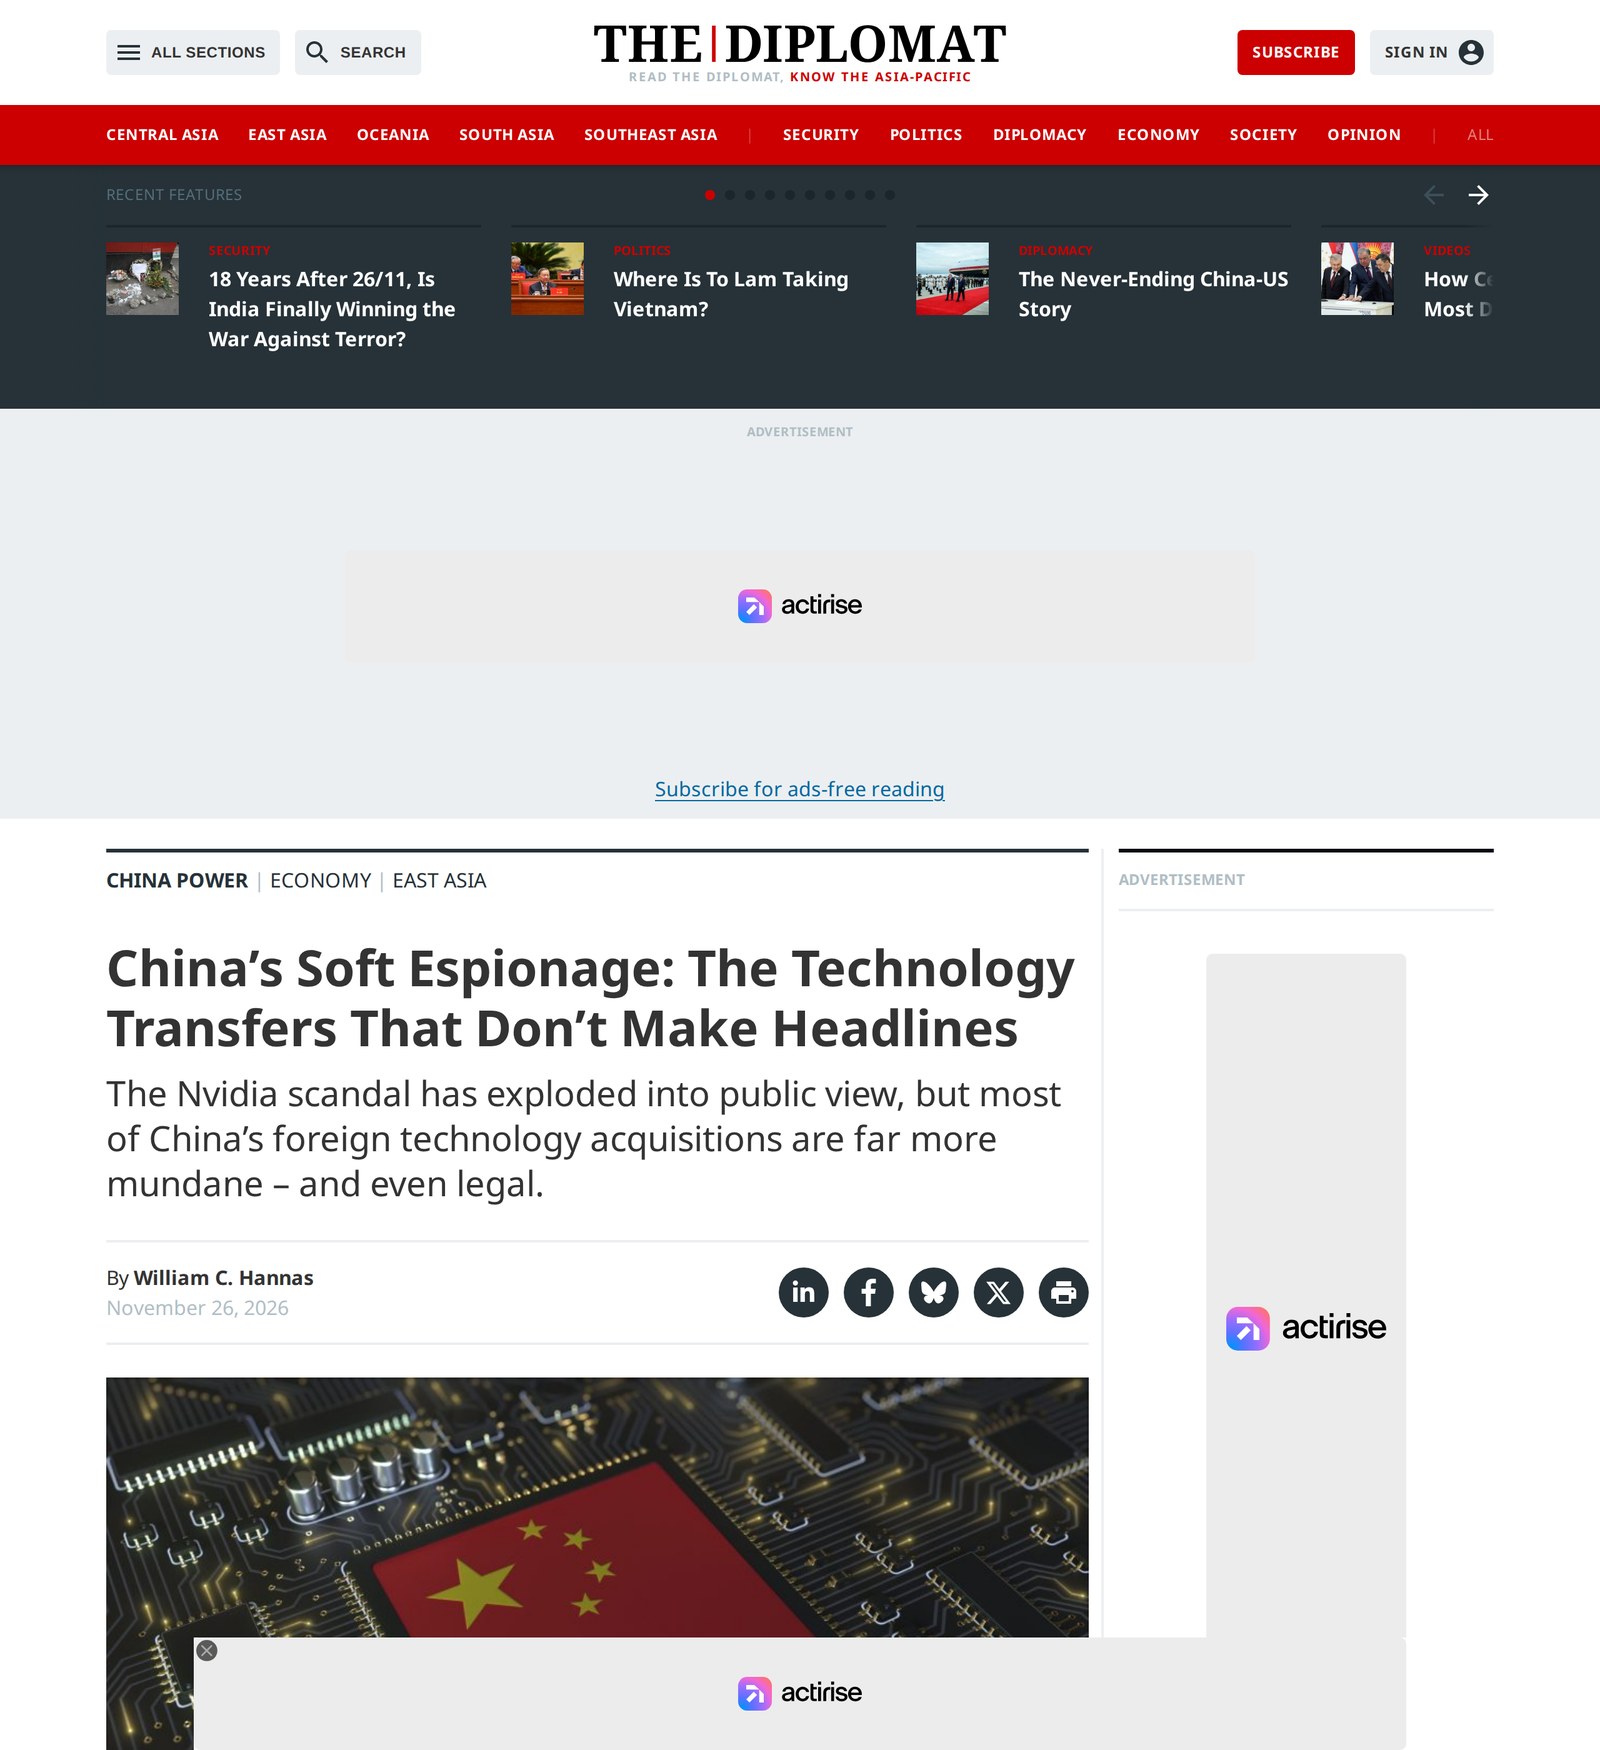 ALL SECTIONS
SEARCH
THE|DIPLOMAT
READ THE DIPLOMAT, KNOW THE ASIA-PACIFIC
SUBSCRIBE
SIGN IN
CENTRAL ASIA EAST ASIA OCEANIA SOUTH ASIA SOUTHEAST ASIA | SECURITY POLITICS DIPLOMACY ECONOMY SOCIETY OPINION | ALL
RECENT FEATURES
SECURITY
18 Years After 26/11, Is
India Finally Winning the
War Against Terror?
POLITICS
Where Is To Lam Taking
Vietnam?
DIPLOMACY
The Never-Ending China-US
Story
VIDEOS
How Ce
Most D
ADVERTISEMENT
actirise
Subscribe for ads-free reading
CHINA POWER | ECONOMY | EAST ASIA
China’s Soft Espionage: The Technology
Transfers That Don’t Make Headlines
The Nvidia scandal has exploded into public view, but most
of China’s foreign technology acquisitions are far more
mundane – and even legal.
By William C. Hannas
November 26, 2026
ADVERTISEMENT
actirise
actirise